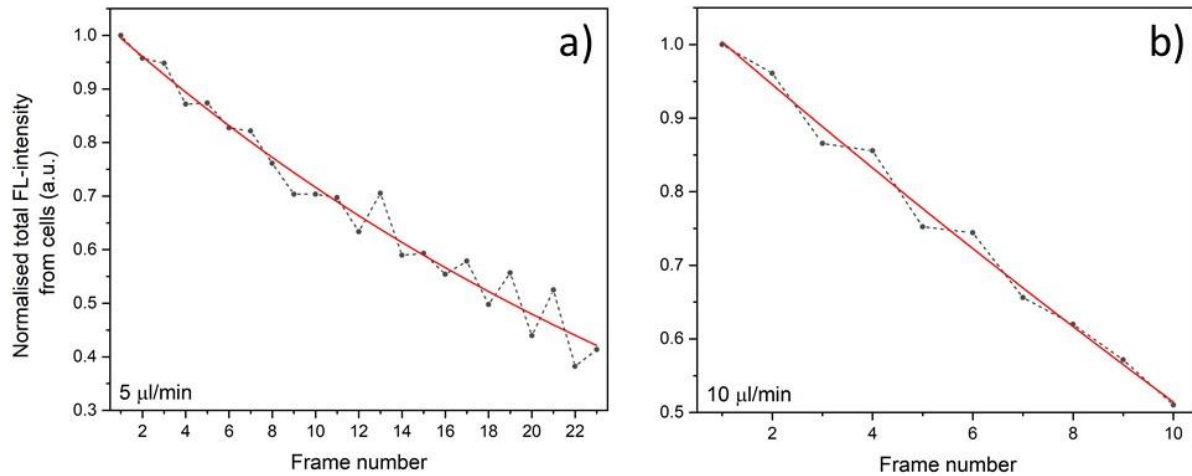 Normalised total FL-intensity
from cells (a.u.)
1.0
0.9
0.8
0.7
0.6
0.5
0.4
0.3
a)
5 μl/min
2 4 6 8 10 12 14 16 18 20 22
Frame number
1.0
0.9
0.8
0.7
0.6
0.5
b)
10 μl/min
2 4 6 8 10
Frame number